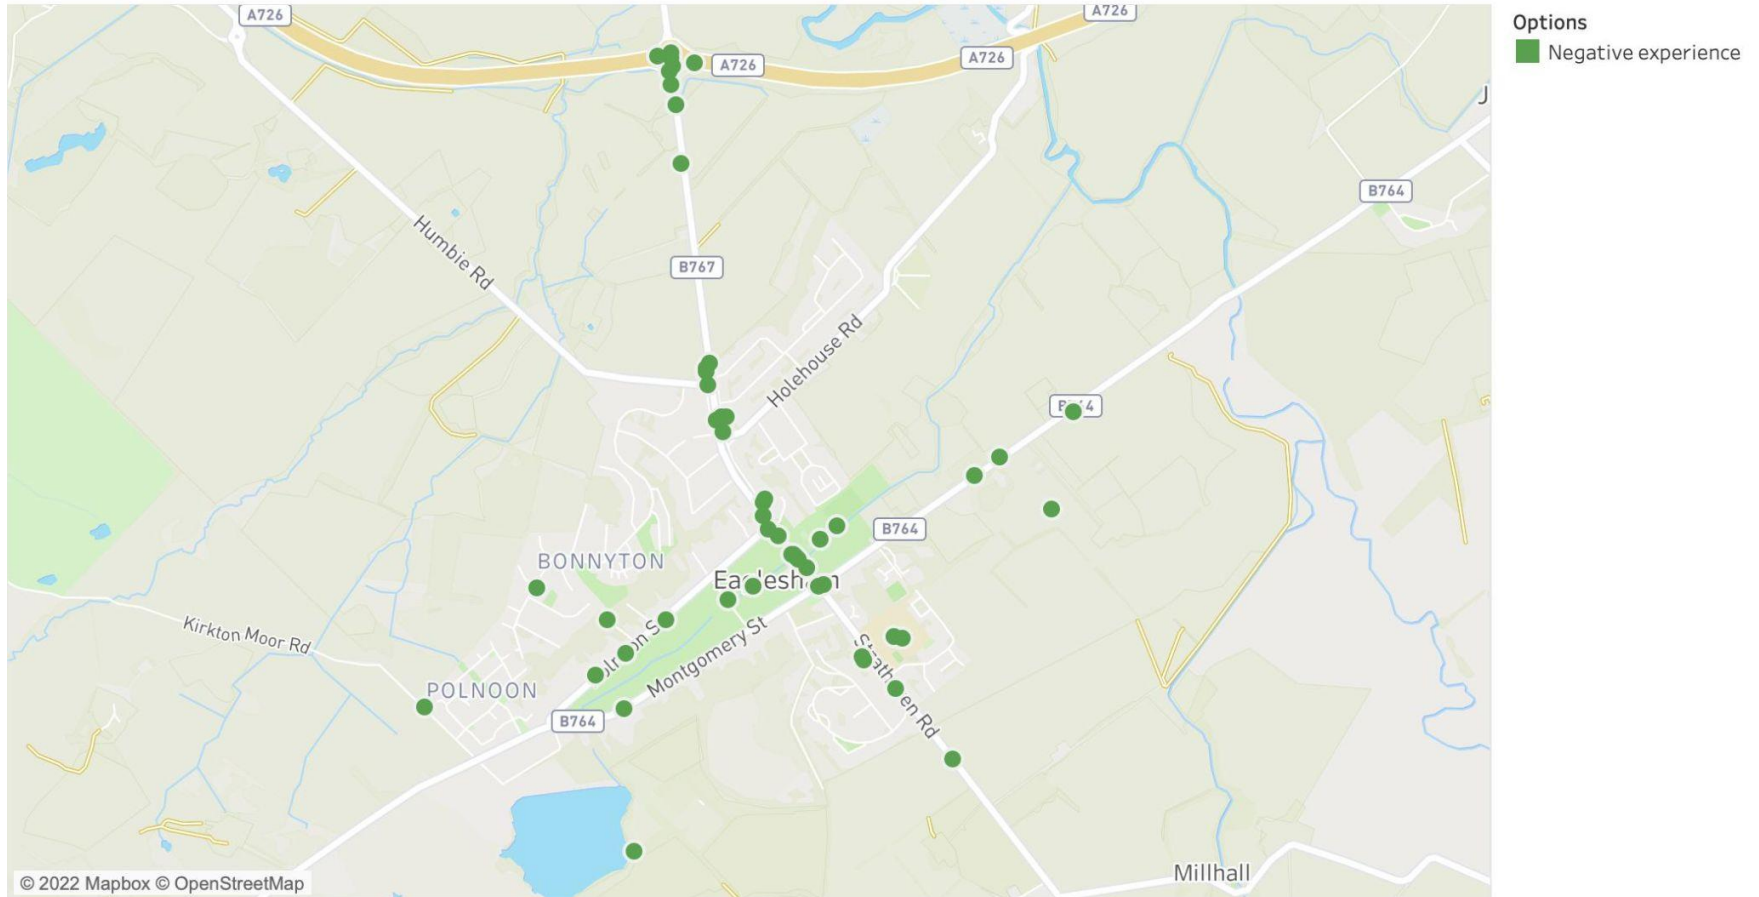 A726
A726
Options
Negative experience
A726
A726
J
B764
Humbie Rd
B767
Holehouse Rd
B764
BONNYTON
Eaglesham
Kirkton Moor Rd
Montgomery St
POLNOON
B764
Millhall
© 2022 Mapbox © OpenStreetMap